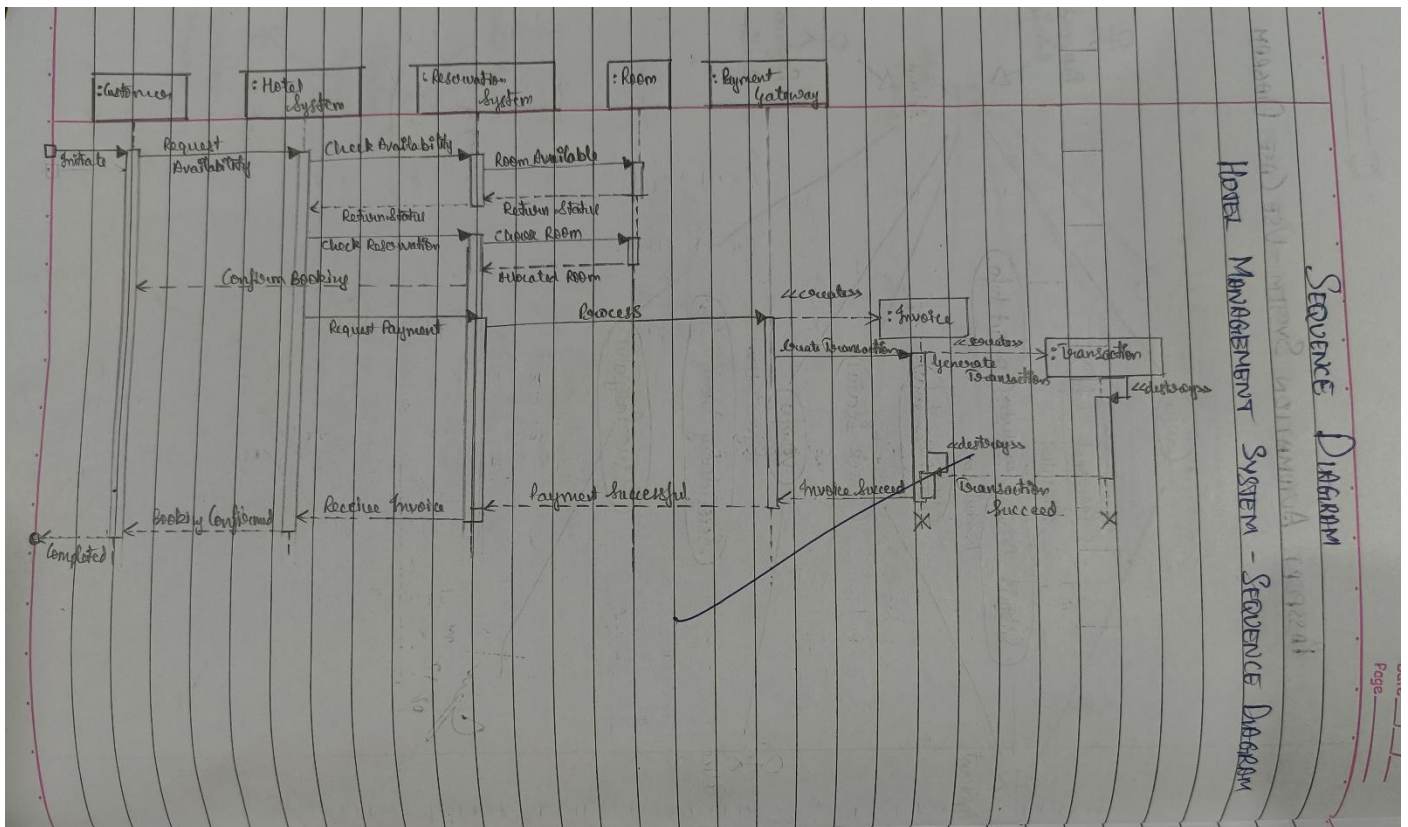 SEQUENCE DIAGRAM
HOTEL MANAGEMENT SYSTEM - SEQUENCE DIAGRAM
Page
:Customer
: Hotel
System
: Reservation
System
: Room
: Payment
Gateway
Initiate
Request
Availability
Check Availability
Room Available
Return Status
Return Status
Check Reservation
Choose Room
Allocated Room
Confirm Booking
Request Payment
Process
<<creates>>
: Invoice
Create Transaction
<<creates>>
Generate
Transaction
: Transaction
<<destroys>>
<<destroys>>
Transaction
Succeed
Invoice Succeed
Payment Successful
Receive Invoice
Booking Confirmed
Completed